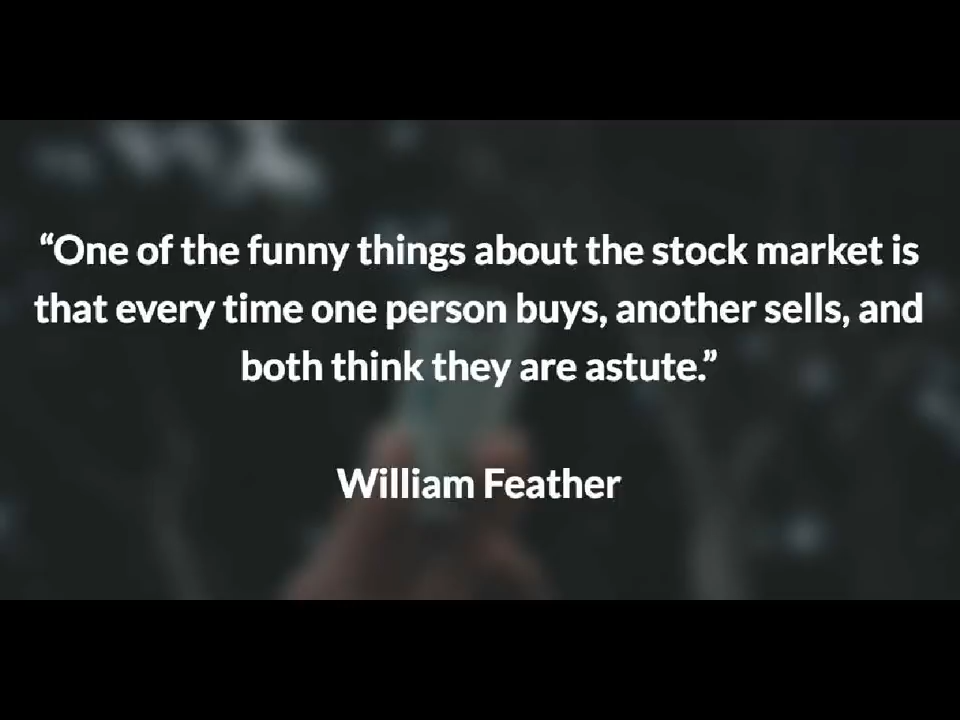 “One of the funny things about the stock market is
that every time one person buys, another sells, and
both think they are astute.”
William Feather